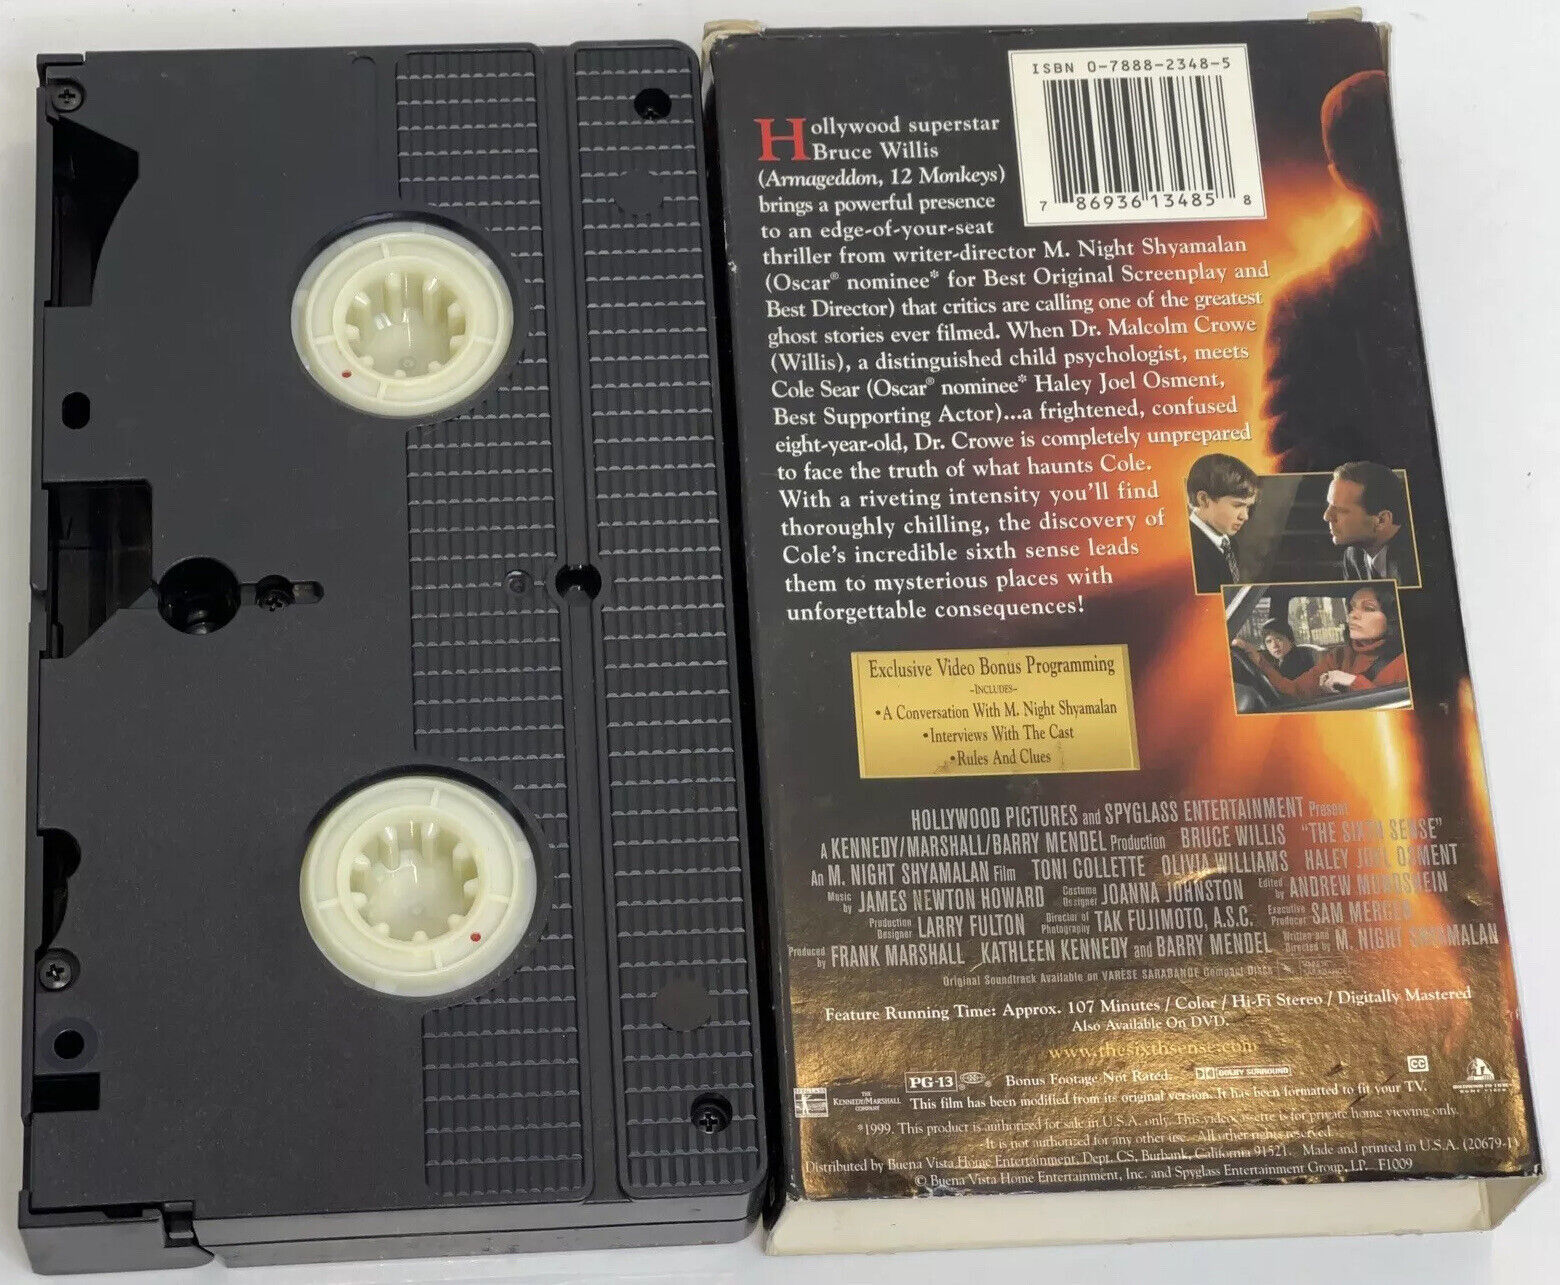 ISBN 0-7888-2348-5
7 86936 13485 8
Hollywood superstar
Bruce Willis
(Armageddon, 12 Monkeys)
brings a powerful presence
to an edge-of-your-seat
thriller from writer-director M. Night Shyamalan
(Oscar® nominee* for Best Original Screenplay and
Best Director) that critics are calling one of the greatest
ghost stories ever filmed. When Dr. Malcolm Crowe
(Willis), a distinguished child psychologist, meets
Cole Sear (Oscar® nominee* Haley Joel Osment,
Best Supporting Actor)...a frightened, confused
eight-year-old, Dr. Crowe is completely unprepared
to face the truth of what haunts Cole.
With a riveting intensity you'll find
thoroughly chilling, the discovery of
Cole's incredible sixth sense leads
them to mysterious places with
unforgettable consequences!
Exclusive Video Bonus Programming
-INCLUDES-
•A Conversation With M. Night Shyamalan
•Interviews With The Cast
•Rules And Clues
HOLLYWOOD PICTURES and SPYGLASS ENTERTAINMENT Present
A KENNEDY/MARSHALL/BARRY MENDEL Production BRUCE WILLIS "THE SIXTH SENSE"
An M. NIGHT SHYAMALAN Film TONI COLLETTE OLIVIA WILLIAMS HALEY JOEL OSMENT
Music by JAMES NEWTON HOWARD Costume Designer JOANNA JOHNSTON Edited by ANDREW MONDSHEIN
Production Designer LARRY FULTON Director of Photography TAK FUJIMOTO, A.S.C. Executive Producer SAM MERCER
Produced by FRANK MARSHALL KATHLEEN KENNEDY and BARRY MENDEL Written and Directed by M. NIGHT SHYAMALAN
Original Soundtrack Available on VARESE SARABANDE Compact Discs
Feature Running Time: Approx. 107 Minutes / Color / Hi-Fi Stereo / Digitally Mastered
Also Available On DVD.
www.thesixthsense.com
PG-13 Bonus Footage Not Rated. DOLBY SURROUND CC
THE KENNEDY/MARSHALL COMPANY
This film has been modified from its original version. It has been formatted to fit your TV.
*1999. This product is authorized for sale in U.S.A. only. This videocassette is for private home viewing only.
It is not authorized for any other use. All other rights reserved.
Made and printed in U.S.A. (20679-1)
Distributed by Buena Vista Home Entertainment, Dept. CS, Burbank, California 91521. F1009
© Buena Vista Home Entertainment, Inc. and Spyglass Entertainment Group, LP.